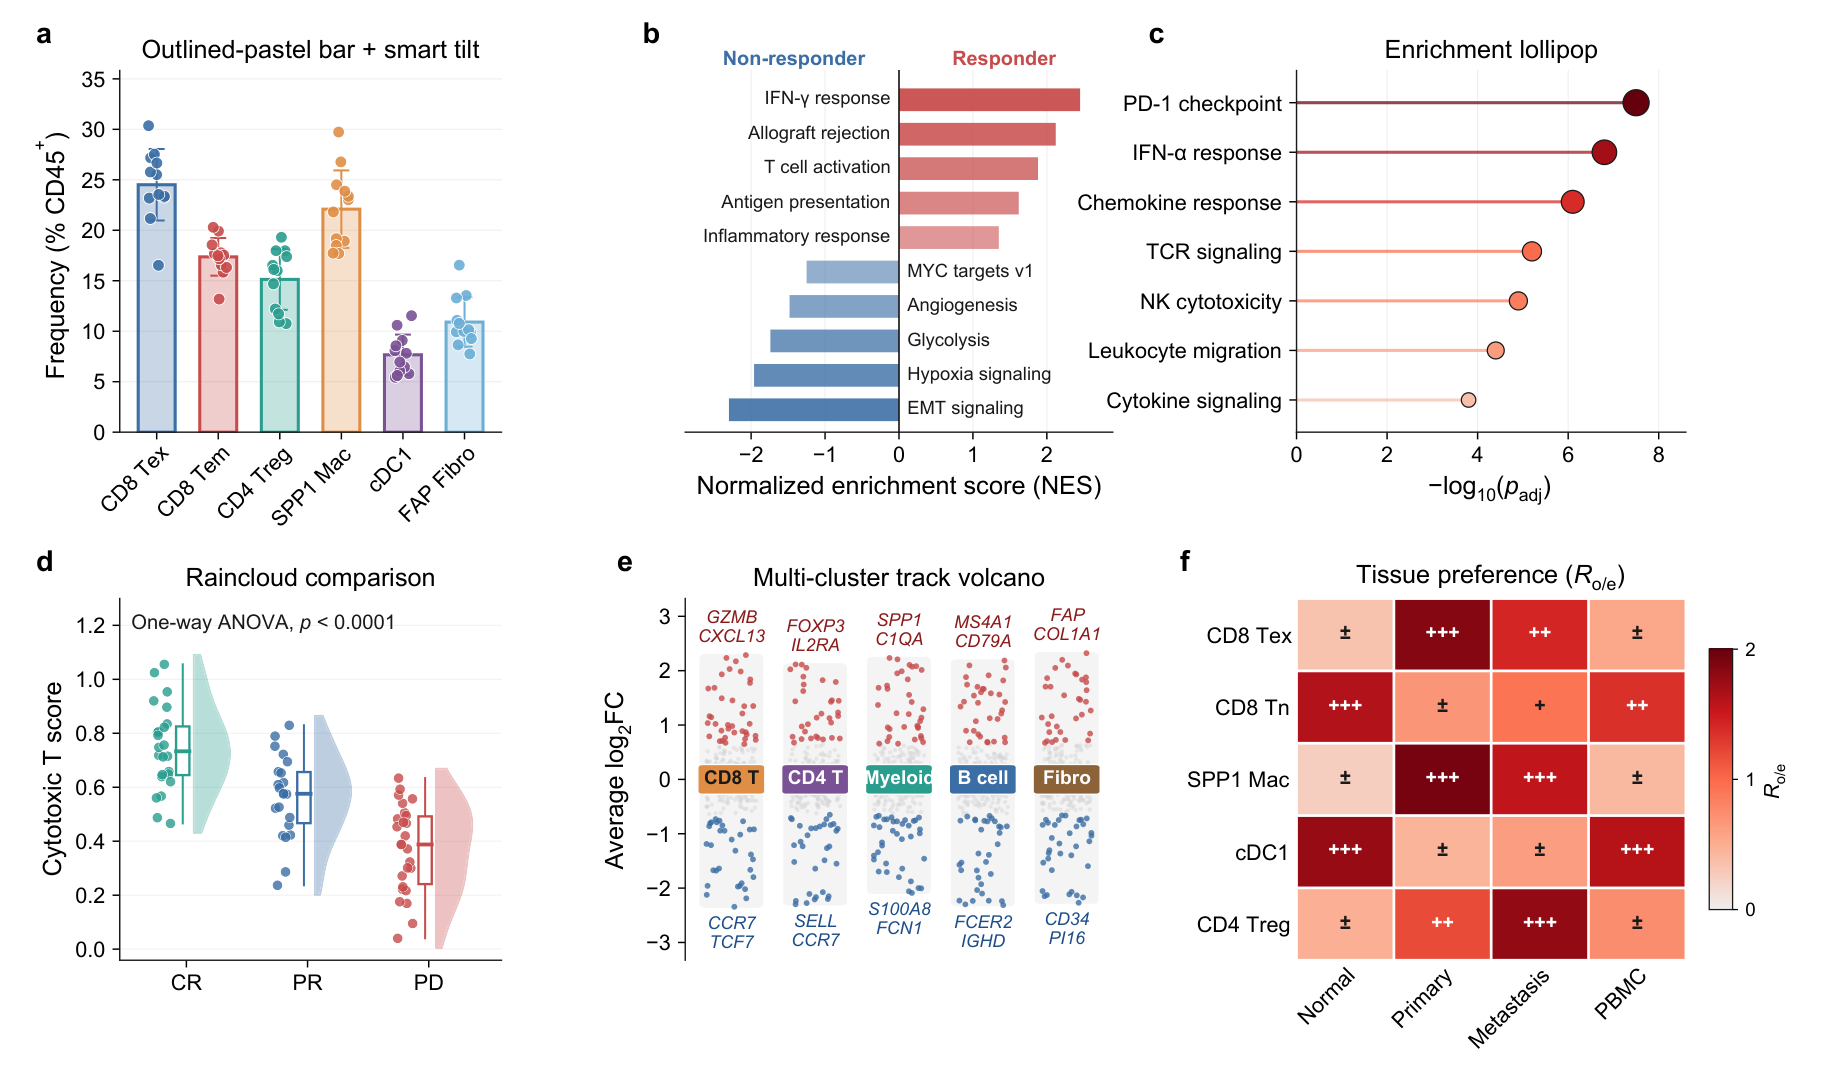 a
Outlined-pastel bar + smart tilt
Frequency (% CD45⁺)
35
30
25
20
15
10
5
0
CD8 Tex
CD8 Tem
CD4 Treg
SPP1 Mac
cDC1
FAP Fibro
b
Non-responder
Responder
IFN-γ response
Allograft rejection
T cell activation
Antigen presentation
Inflammatory response
MYC targets v1
Angiogenesis
Glycolysis
Hypoxia signaling
EMT signaling
−2
−1
0
1
2
Normalized enrichment score (NES)
c
Enrichment lollipop
PD-1 checkpoint
IFN-α response
Chemokine response
TCR signaling
NK cytotoxicity
Leukocyte migration
Cytokine signaling
0
2
4
6
8
−log₁₀(p adj)
d
Raincloud comparison
One-way ANOVA, p < 0.0001
Cytotoxic T score
1.2
1.0
0.8
0.6
0.4
0.2
0.0
CR
PR
PD
e
Multi-cluster track volcano
Average log₂FC
3
2
1
0
−1
−2
−3
GZMB
CXCL13
FOXP3
IL2RA
SPP1
C1QA
MS4A1
CD79A
FAP
COL1A1
CD8 T
CD4 T
Myeloid
B cell
Fibro
CCR7
TCF7
SELL
CCR7
S100A8
FCN1
FCER2
IGHD
CD34
PI16
f
Tissue preference (R o/e)
CD8 Tex
± +++ ++ ±
CD8 Tn
+++ ± + ++
SPP1 Mac
± +++ +++ ±
cDC1
+++ ± ± +++
CD4 Treg
± ++ +++ ±
Normal
Primary
Metastasis
PBMC
2
1
0
R o/e